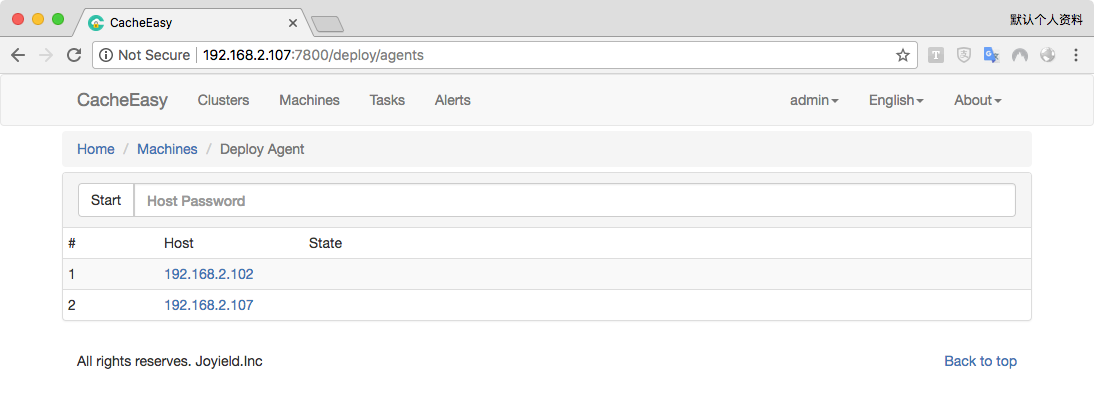 CacheEasy
默认个人资料
Not Secure 192.168.2.107:7800/deploy/agents
CacheEasy Clusters Machines Tasks Alerts admin English About
Home / Machines / Deploy Agent
Start Host Password
# Host State
1 192.168.2.102
2 192.168.2.107
All rights reserves. Joyield.Inc Back to top